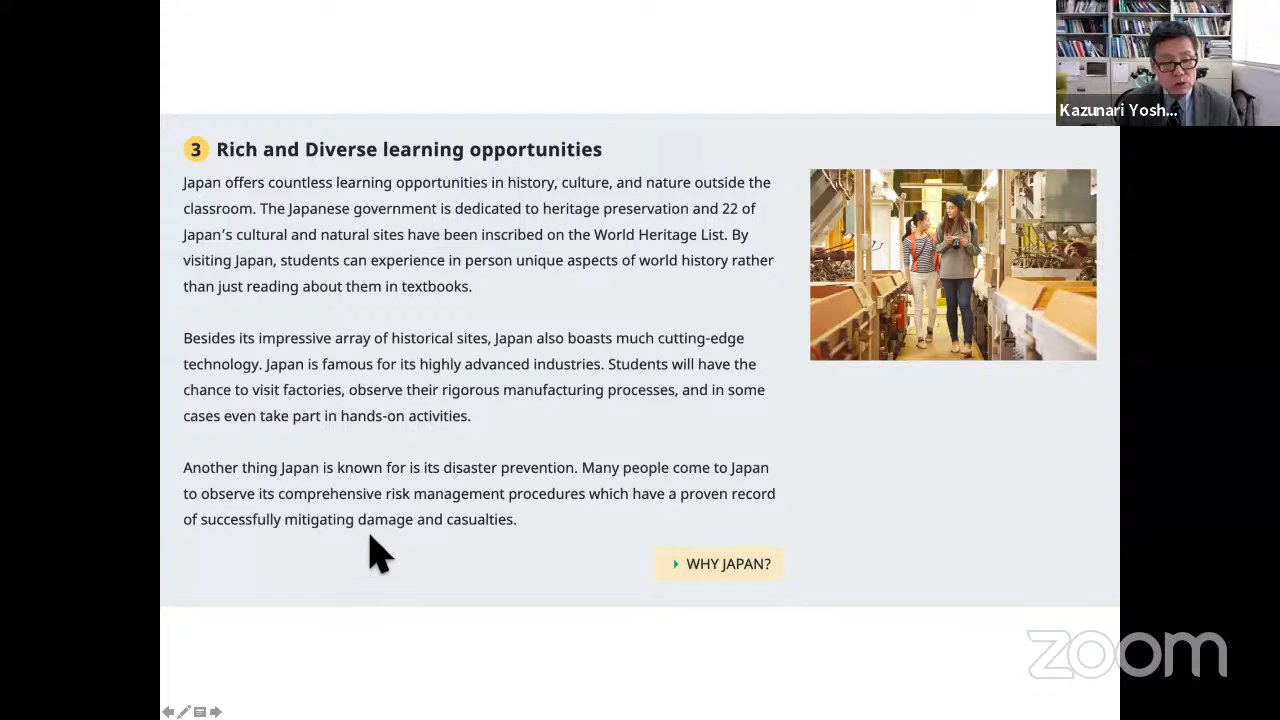 Kazunari Yosh...
3 Rich and Diverse learning opportunities
Japan offers countless learning opportunities in history, culture, and nature outside the
classroom. The Japanese government is dedicated to heritage preservation and 22 of
Japan's cultural and natural sites have been inscribed on the World Heritage List. By
visiting Japan, students can experience in person unique aspects of world history rather
than just reading about them in textbooks.
Besides its impressive array of historical sites, Japan also boasts much cutting-edge
technology. Japan is famous for its highly advanced industries. Students will have the
chance to visit factories, observe their rigorous manufacturing processes, and in some
cases even take part in hands-on activities.
Another thing Japan is known for is its disaster prevention. Many people come to Japan
to observe its comprehensive risk management procedures which have a proven record
of successfully mitigating damage and casualties.
WHY JAPAN?
zoom